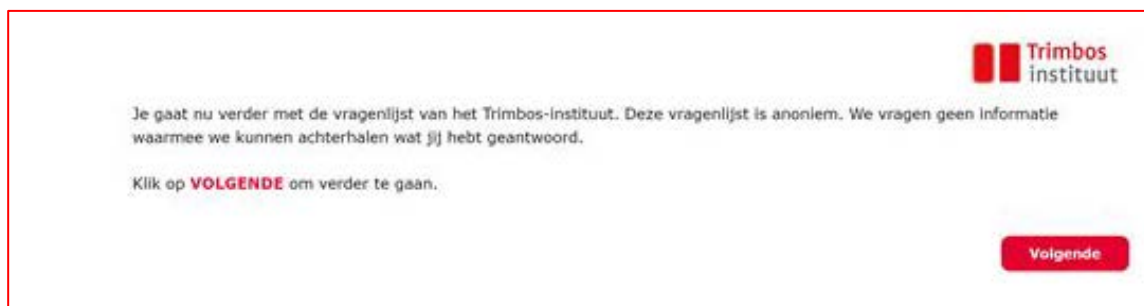 Trimbos
instituut
Je gaat nu verder met de vragenlijst van het Trimbos-instituut. Deze vragenlijst is anoniem. We vragen geen informatie
waarmee we kunnen achterhalen wat jij hebt geantwoord.
Klik op VOLGENDE om verder te gaan.
Volgende